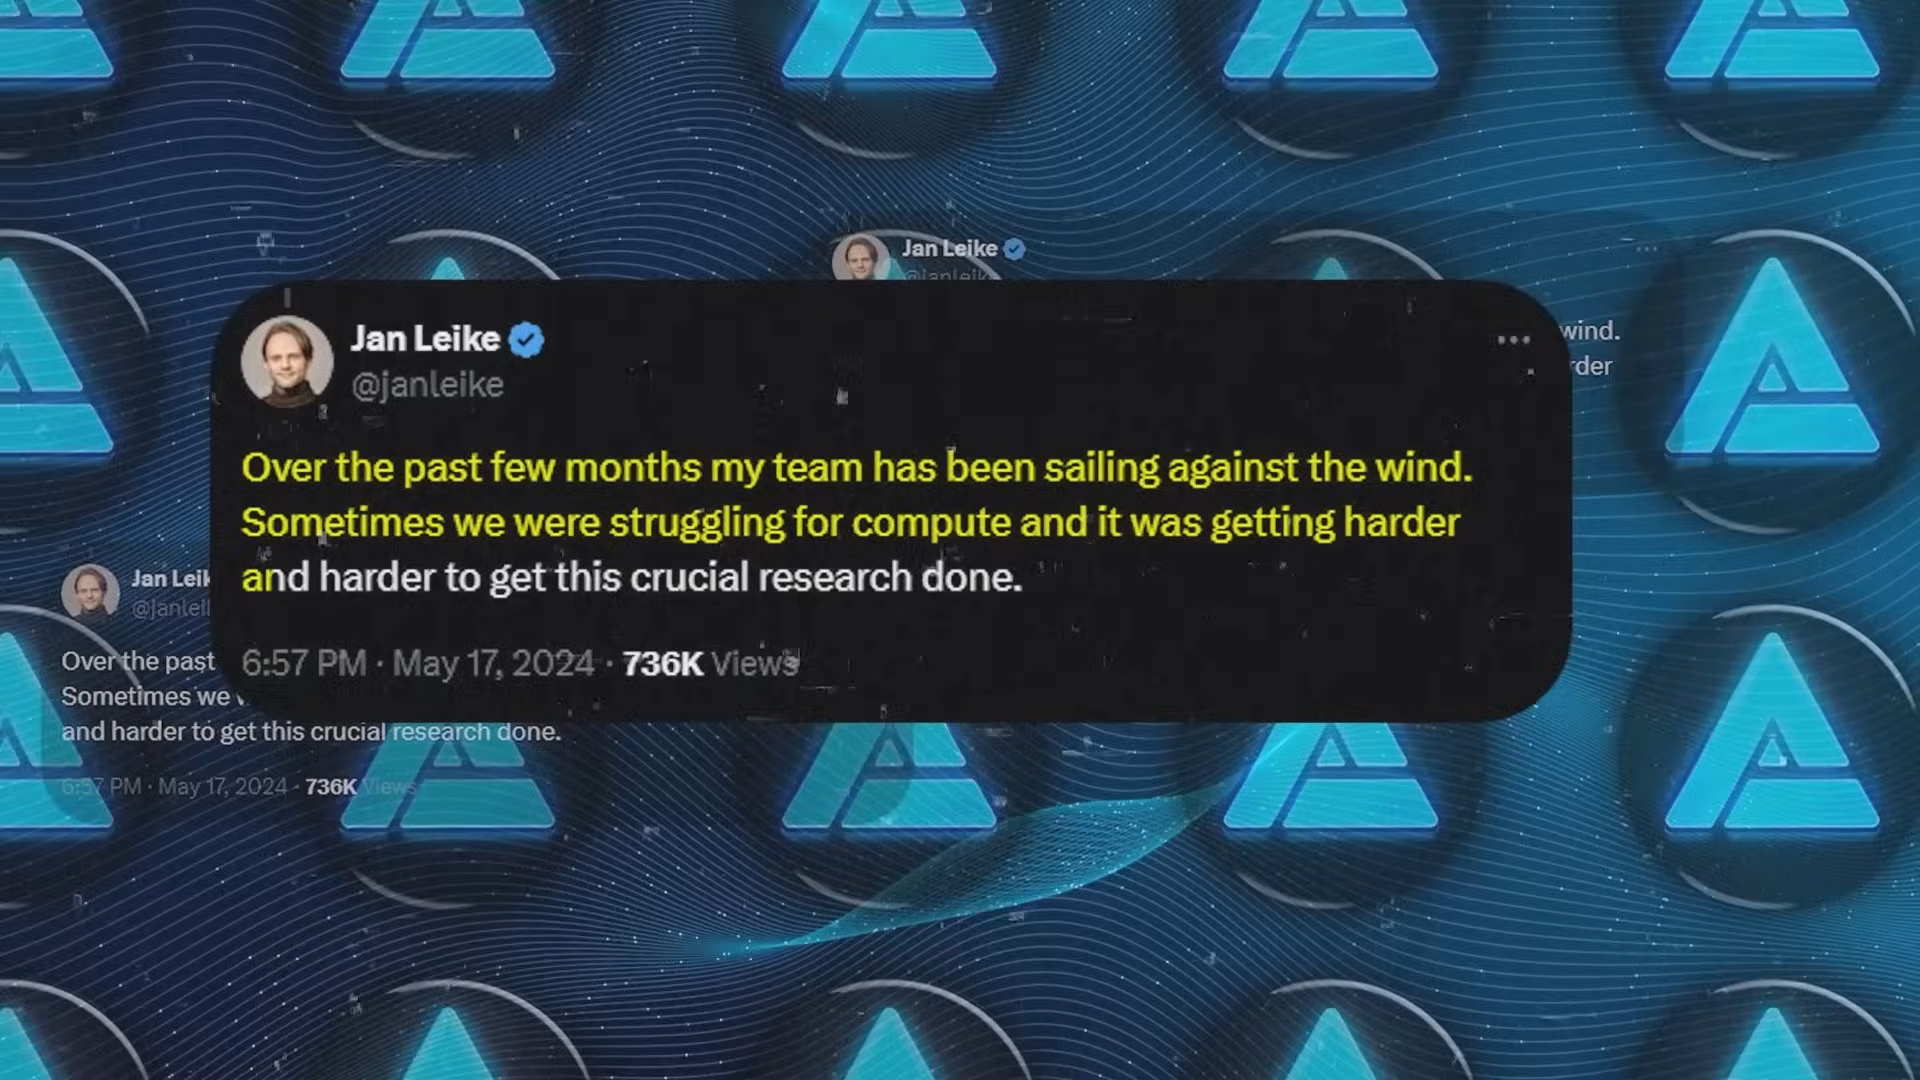 Jan Leike
@janleike
wind.
rder
Jan Leike
@janleike
...
Over the past few months my team has been sailing against the wind.
Sometimes we were struggling for compute and it was getting harder
and harder to get this crucial research done.
6:57 PM · May 17, 2024 · 736K Views
Jan Leik
@janleil
Over the past
Sometimes we
and harder to get this crucial research done.
6:57 PM · May 17, 2024 · 736K Views